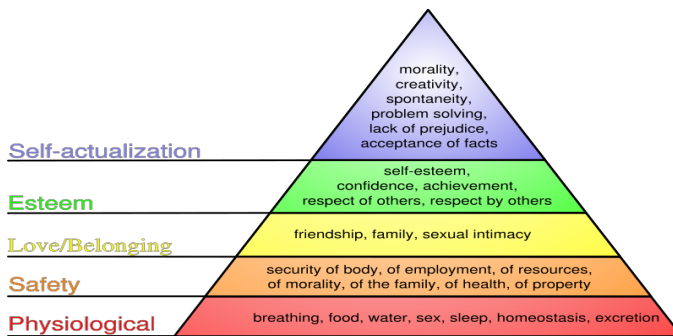 morality,
creativity,
spontaneity,
problem solving,
lack of prejudice,
acceptance of facts
Self-actualization
self-esteem,
confidence, achievement,
respect of others, respect by others
Esteem
friendship, family, sexual intimacy
Love/Belonging
security of body, of employment, of resources,
of morality, of the family, of health, of property
Safety
breathing, food, water, sex, sleep, homeostasis, excretion
Physiological